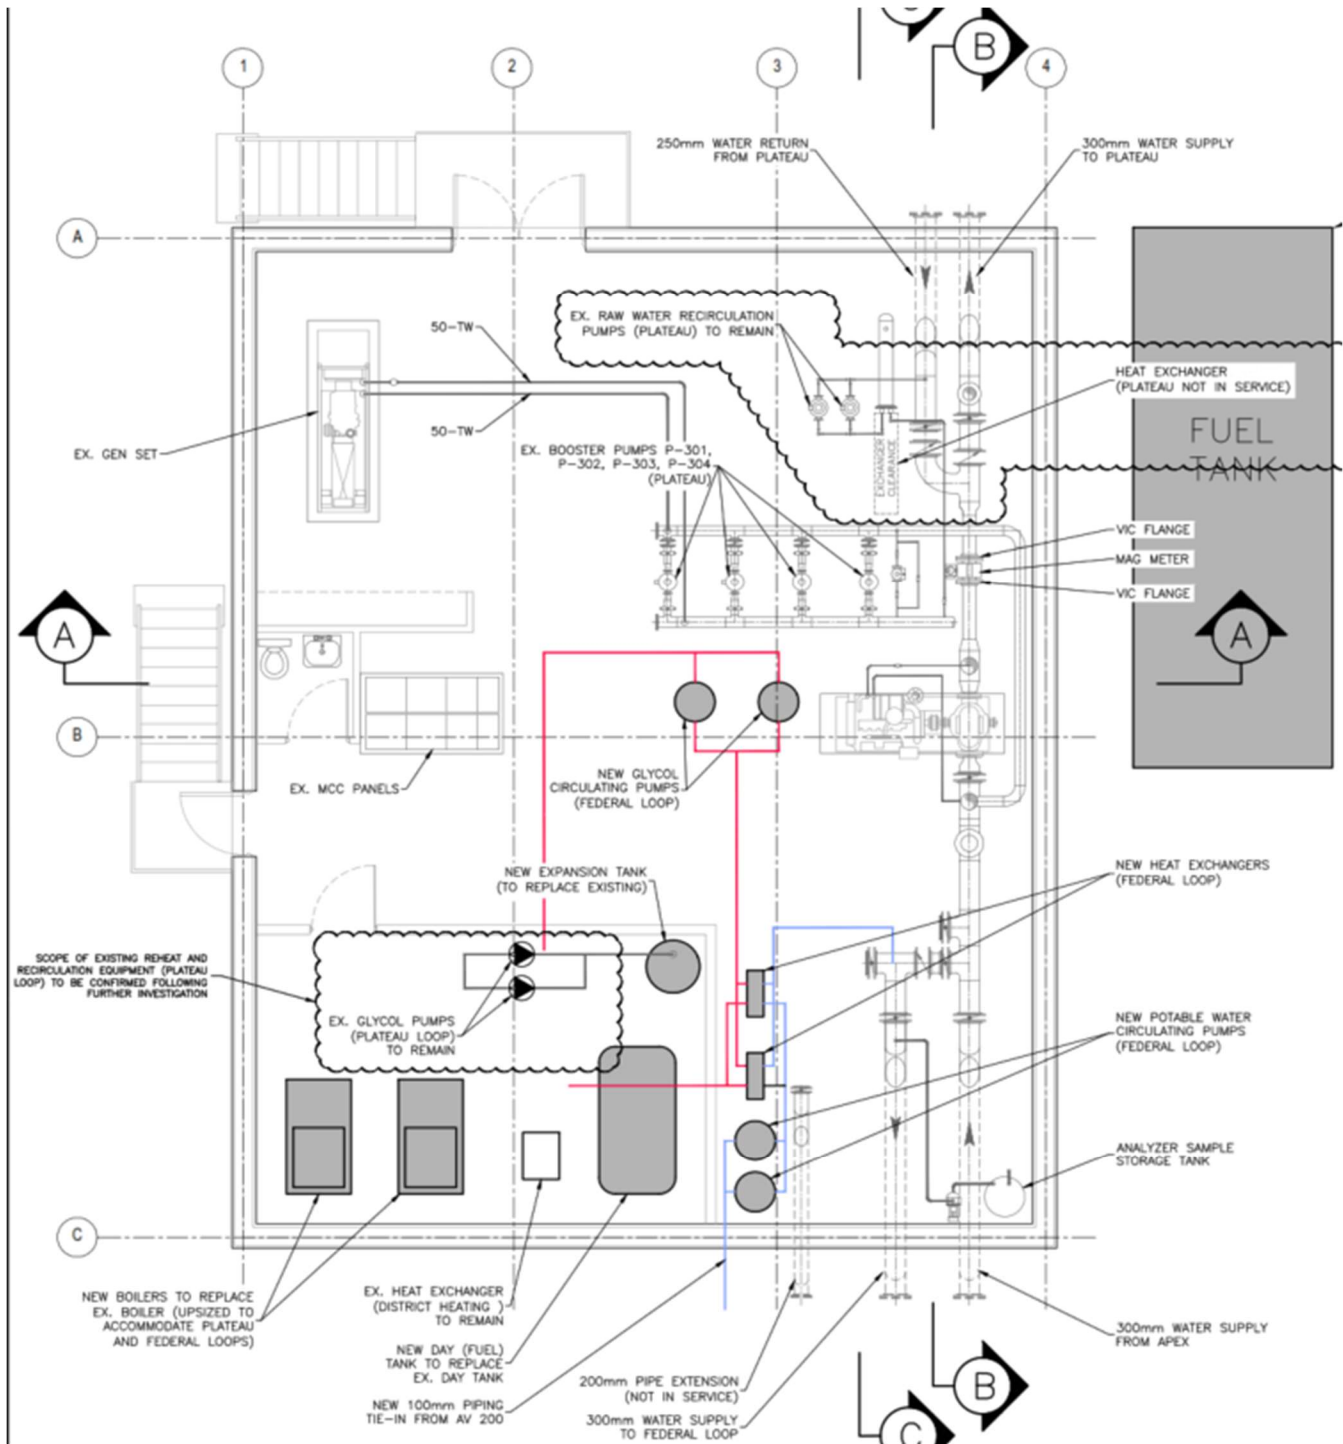 C
B
1
2
3
4
250mm WATER RETURN
FROM PLATEAU
300mm WATER SUPPLY
TO PLATEAU
A
EX. RAW WATER RECIRCULATION
PUMPS (PLATEAU) TO REMAIN
50-TW
HEAT EXCHANGER
(PLATEAU NOT IN SERVICE)
FUEL
TANK
50-TW
EX. GEN SET
EX. BOOSTER PUMPS P-301,
P-302, P-303, P-304
(PLATEAU)
EXCHANGER
CLEARANCE
VIC FLANGE
MAG METER
VIC FLANGE
A
A
B
EX. MCC PANELS
NEW GLYCOL
CIRCULATING PUMPS
(FEDERAL LOOP)
NEW EXPANSION TANK
(TO REPLACE EXISTING)
NEW HEAT EXCHANGERS
(FEDERAL LOOP)
SCOPE OF EXISTING REHEAT AND
RECIRCULATION EQUIPMENT (PLATEAU
LOOP) TO BE CONFIRMED FOLLOWING
FURTHER INVESTIGATION
EX. GLYCOL PUMPS
(PLATEAU LOOP)
TO REMAIN
NEW POTABLE WATER
CIRCULATING PUMPS
(FEDERAL LOOP)
ANALYZER SAMPLE
STORAGE TANK
C
NEW BOILERS TO REPLACE
EX. BOILER (UPSIZED TO
ACCOMMODATE PLATEAU
AND FEDERAL LOOPS)
EX. HEAT EXCHANGER
(DISTRICT HEATING )
TO REMAIN
NEW DAY (FUEL)
TANK TO REPLACE
EX. DAY TANK
NEW 100mm PIPING
TIE-IN FROM AV 200
200mm PIPE EXTENSION
(NOT IN SERVICE)
300mm WATER SUPPLY
TO FEDERAL LOOP
300mm WATER SUPPLY
FROM APEX
B
C